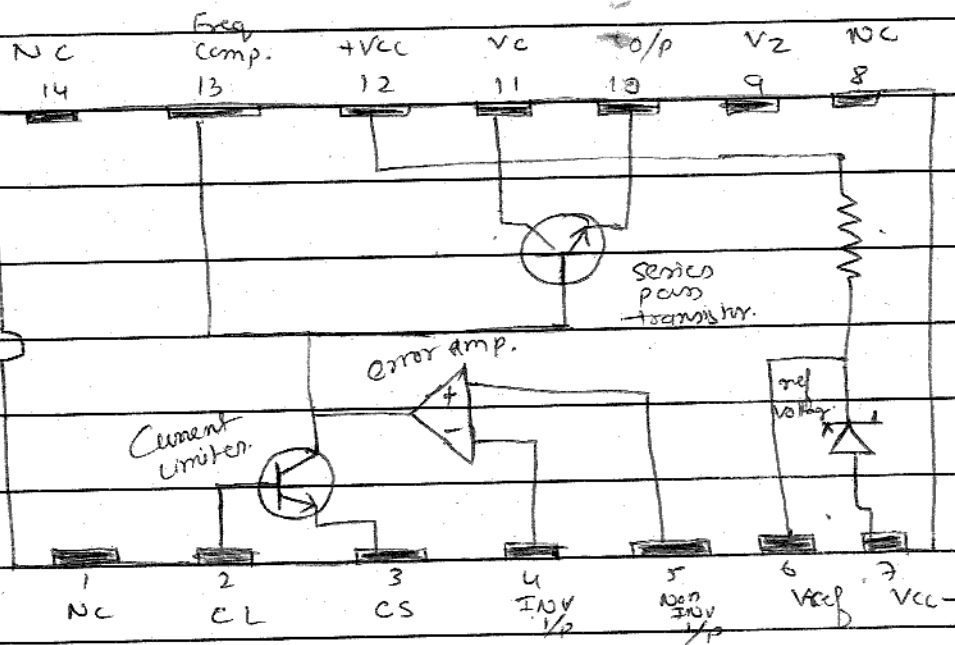 Freq
NC Comp. +VCC VC O/P VZ NC
14 13 12 11 10 9 8
series
pass
transistor.
error amp.
+
-
ref
voltag.
Current
Limiter.
1 2 3 4 5 6 7
NC CL CS INV Non Vref VCC-
I/P INV
I/P